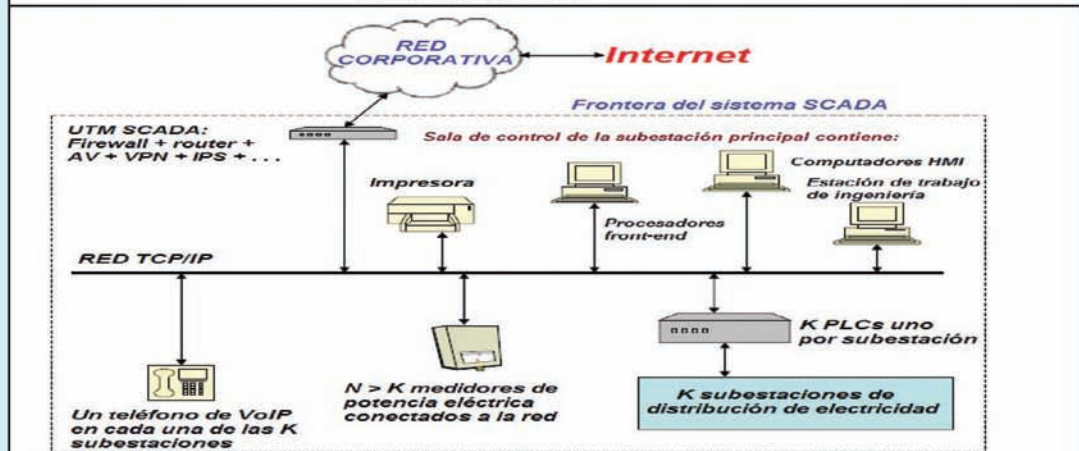 RED
CORPORATIVA
Internet
Frontera del sistema SCADA
UTM SCADA:
Firewall + router +
AV + VPN + IPS + . . .
Sala de control de la subestación principal contiene:
Impresora
Procesadores
front-end
Computadores HMI
Estación de trabajo
de ingeniería
RED TCP/IP
Un teléfono de VoIP
en cada una de las K
subestaciones
N > K medidores de
potencia eléctrica
conectados a la red
K PLCs uno
por subestación
K subestaciones de
distribución de electricidad